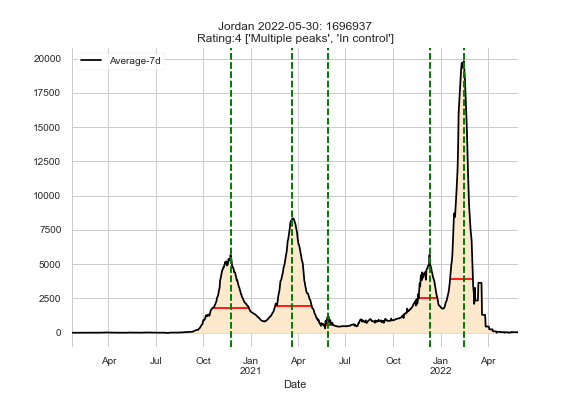 Jordan 2022-05-30: 1696937
Rating:4 ['Multiple peaks', 'In control']
Average-7d
20000
17500
15000
12500
10000
7500
5000
2500
0
Apr Jul Oct Jan Apr Jul Oct Jan Apr
2021 2022
Date